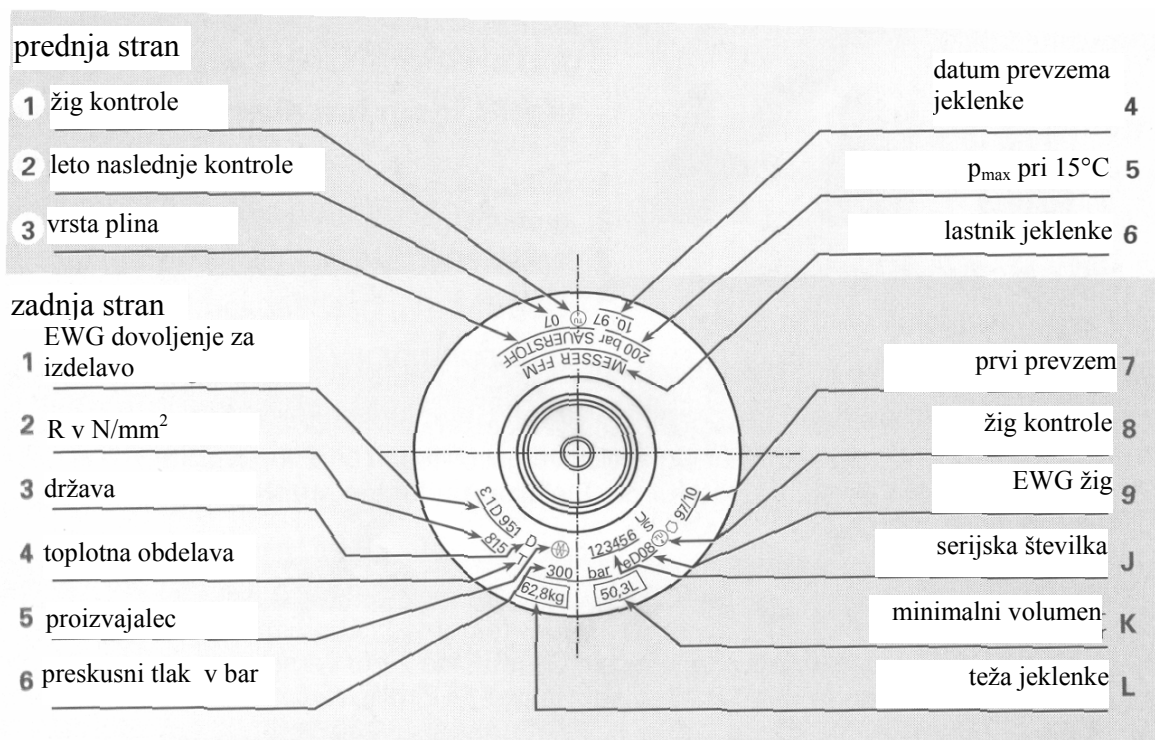 prednja stran
1 žig kontrole
2 leto naslednje kontrole
3 vrsta plina
datum prevzema
jeklenke 4
pmax pri 15°C 5
lastnik jeklenke 6
07 TÜ 10. 97
200 bar SAUERSTOFF
MESSER FFM
zadnja stran
1 EWG dovoljenje za
izdelavo
2 R v N/mm²
3 država
4 toplotna obdelava
5 proizvajalec
6 preskusni tlak v bar
prvi prevzem 7
žig kontrole 8
EWG žig 9
serijska številka J
minimalni volumen K
teža jeklenke L
1D 951
815
D
T
300 bar
62,8kg
50,3L
123456
U/S
eD08
97/10